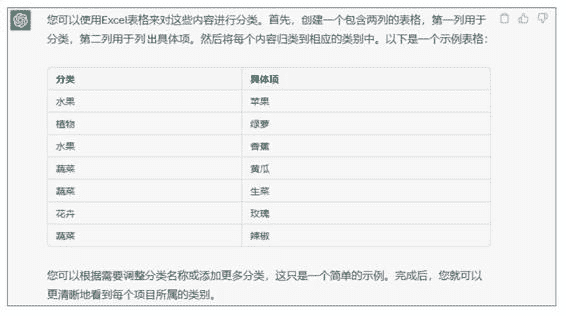 您可以使用Excel表格来对这些内容进行分类。首先，创建一个包含两列的表格，第一列用于
分类，第二列用于列出具体项。然后将每个内容归类到相应的类别中。以下是一个示例表格：
分类 具体项
水果 苹果
植物 绿萝
水果 香蕉
蔬菜 黄瓜
蔬菜 生菜
花卉 玫瑰
蔬菜 辣椒
您可以根据需要调整分类名称或添加更多分类，这只是一个简单的示例。完成后，您就可以
更清晰地看到每个项目所属的类别。